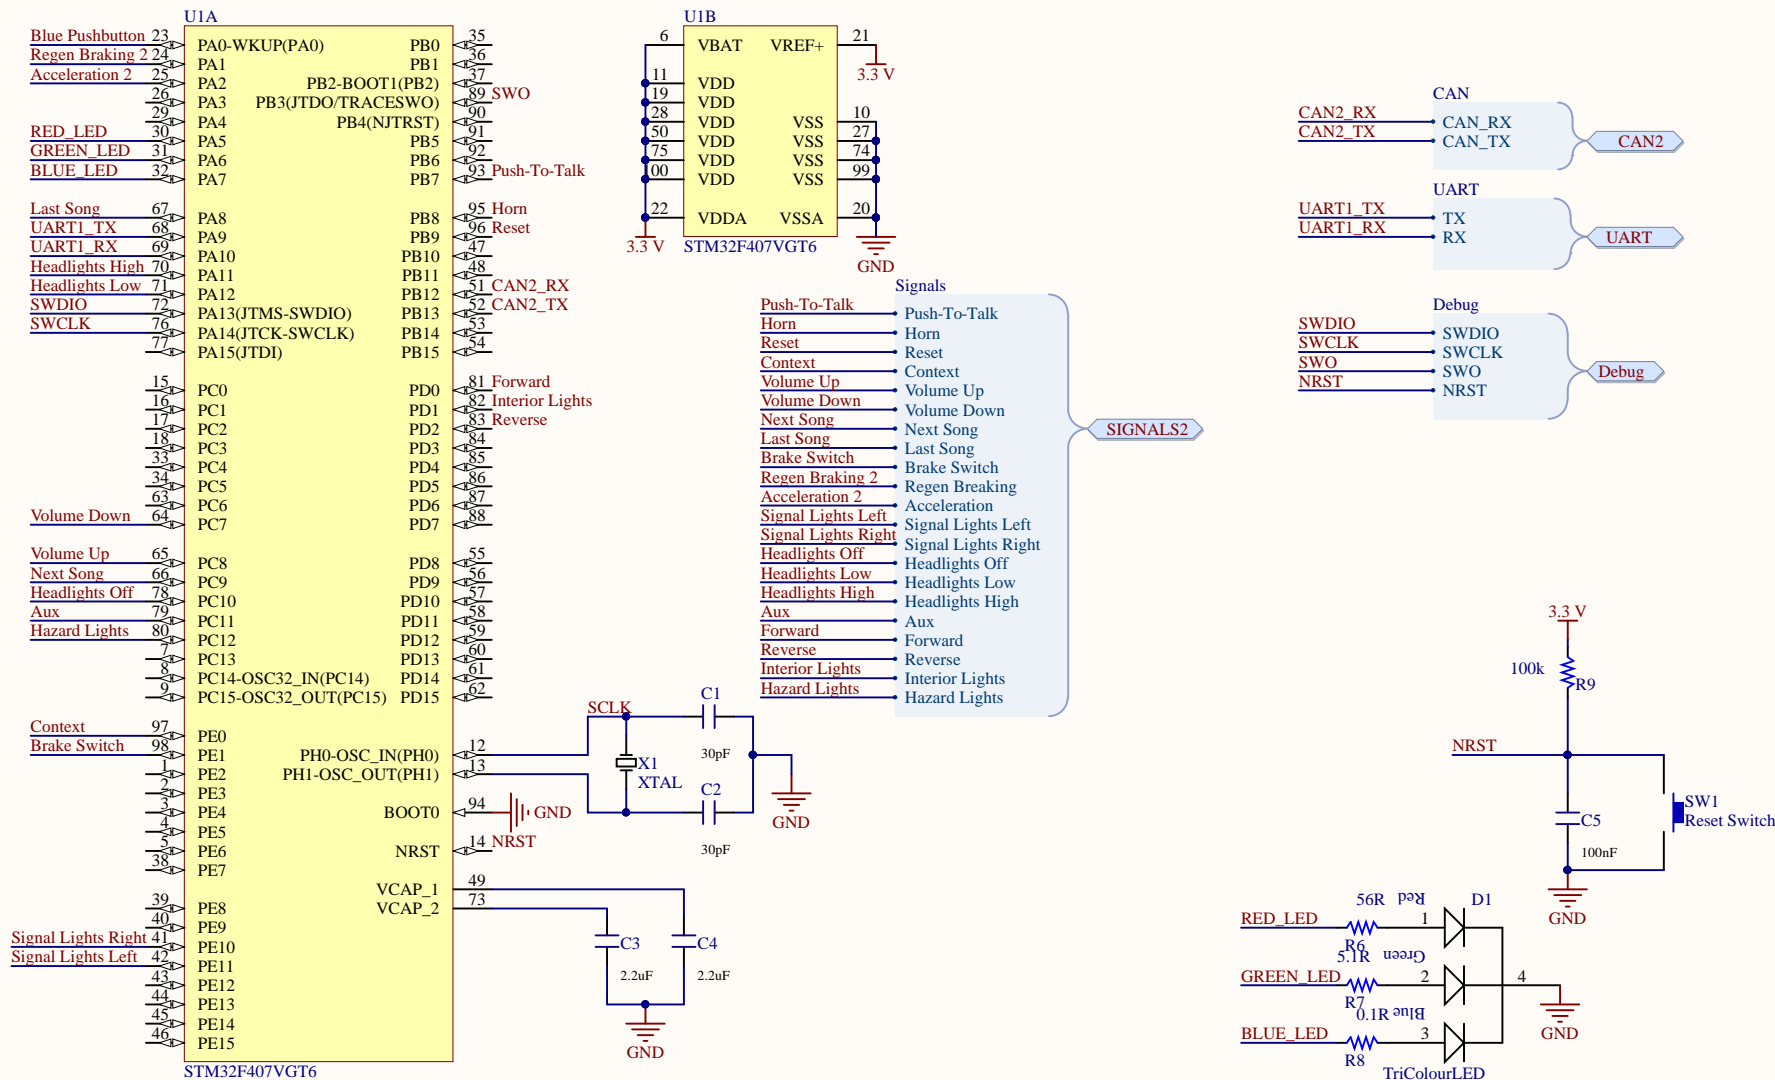 U1A
Blue Pushbutton 23 PA0-WKUP(PA0) PB0 35
Regen Braking 2 24 PA1 PB1 36
Acceleration 2 25 PA2 PB2-BOOT1(PB2) 37
26 PA3 PB3(JTDO/TRACESWO) 89 SWO
29 PA4 PB4(NJTRST) 90
RED_LED 30 PA5 PB5 91
GREEN_LED 31 PA6 PB6 92
BLUE_LED 32 PA7 PB7 93 Push-To-Talk
Last Song 67 PA8 PB8 95 Horn
UART1_TX 68 PA9 PB9 96 Reset
UART1_RX 69 PA10 PB10 47
Headlights High 70 PA11 PB11 48
Headlights Low 71 PA12 PB12 51 CAN2_RX
SWDIO 72 PA13(JTMS-SWDIO) PB13 52 CAN2_TX
SWCLK 76 PA14(JTCK-SWCLK) PB14 53
77 PA15(JTDI) PB15 54
15 PC0 PD0 81 Forward
16 PC1 PD1 82 Interior Lights
17 PC2 PD2 83 Reverse
18 PC3 PD3 84
33 PC4 PD4 85
34 PC5 PD5 86
63 PC6 PD6 87
Volume Down 64 PC7 PD7 88
Volume Up 65 PC8 PD8 55
Next Song 66 PC9 PD9 56
Headlights Off 78 PC10 PD10 57
Aux 79 PC11 PD11 58
Hazard Lights 80 PC12 PD12 59
7 PC13 PD13 60
8 PC14-OSC32_IN(PC14) PD14 61
9 PC15-OSC32_OUT(PC15) PD15 62
Context 97 PE0
Brake Switch 98 PE1 PH0-OSC_IN(PH0) 12
1 PE2 PH1-OSC_OUT(PH1) 13
2 PE3
3 PE4 BOOT0 94 GND
4 PE5
5 PE6 NRST 14 NRST
38 PE7
VCAP_1 49
39 PE8 VCAP_2 73
40 PE9
Signal Lights Right 41 PE10
Signal Lights Left 42 PE11
43 PE12
44 PE13
45 PE14
46 PE15
STM32F407VGT6
U1B
6 VBAT VREF+ 21
3.3 V
11 VDD
19 VDD
28 VDD VSS 10
50 VDD VSS 27
75 VDD VSS 74
00 VDD VSS 99
22 VDDA VSSA 20
3.3 V
STM32F407VGT6
GND
Signals
Push-To-Talk Push-To-Talk
Horn Horn
Reset Reset
Context Context
Volume Up Volume Up
Volume Down Volume Down
Next Song Next Song
Last Song Last Song
Brake Switch Brake Switch
Regen Braking 2 Regen Breaking
Acceleration 2 Acceleration
Signal Lights Left Signal Lights Left
Signal Lights Right Signal Lights Right
Headlights Off Headlights Off
Headlights Low Headlights Low
Headlights High Headlights High
Aux Aux
Forward Forward
Reverse Reverse
Interior Lights Interior Lights
Hazard Lights Hazard Lights
SIGNALS2
SCLK
C1
30pF
X1
XTAL
C2
30pF
GND
C3
2.2uF
C4
2.2uF
GND
CAN
CAN2_RX CAN_RX
CAN2_TX CAN_TX
CAN2
UART
UART1_TX TX
UART1_RX RX
UART
Debug
SWDIO SWDIO
SWCLK SWCLK
SWO SWO
NRST NRST
Debug
3.3 V
100k
R9
NRST
C5
100nF
SW1
Reset Switch
GND
56R Red D1
RED_LED 1
R6
5.1R Green
GREEN_LED 2 4
R7
0.1R Blue
BLUE_LED 3
R8
GND
TriColourLED